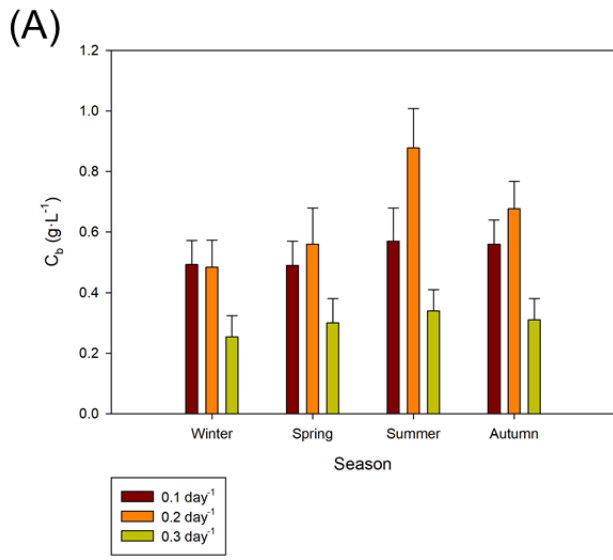 (A)
1.2
1.0
0.8
0.6
0.4
0.2
0.0
C_b (g·L⁻¹)
Winter Spring Summer Autumn
Season
0.1 day⁻¹
0.2 day⁻¹
0.3 day⁻¹